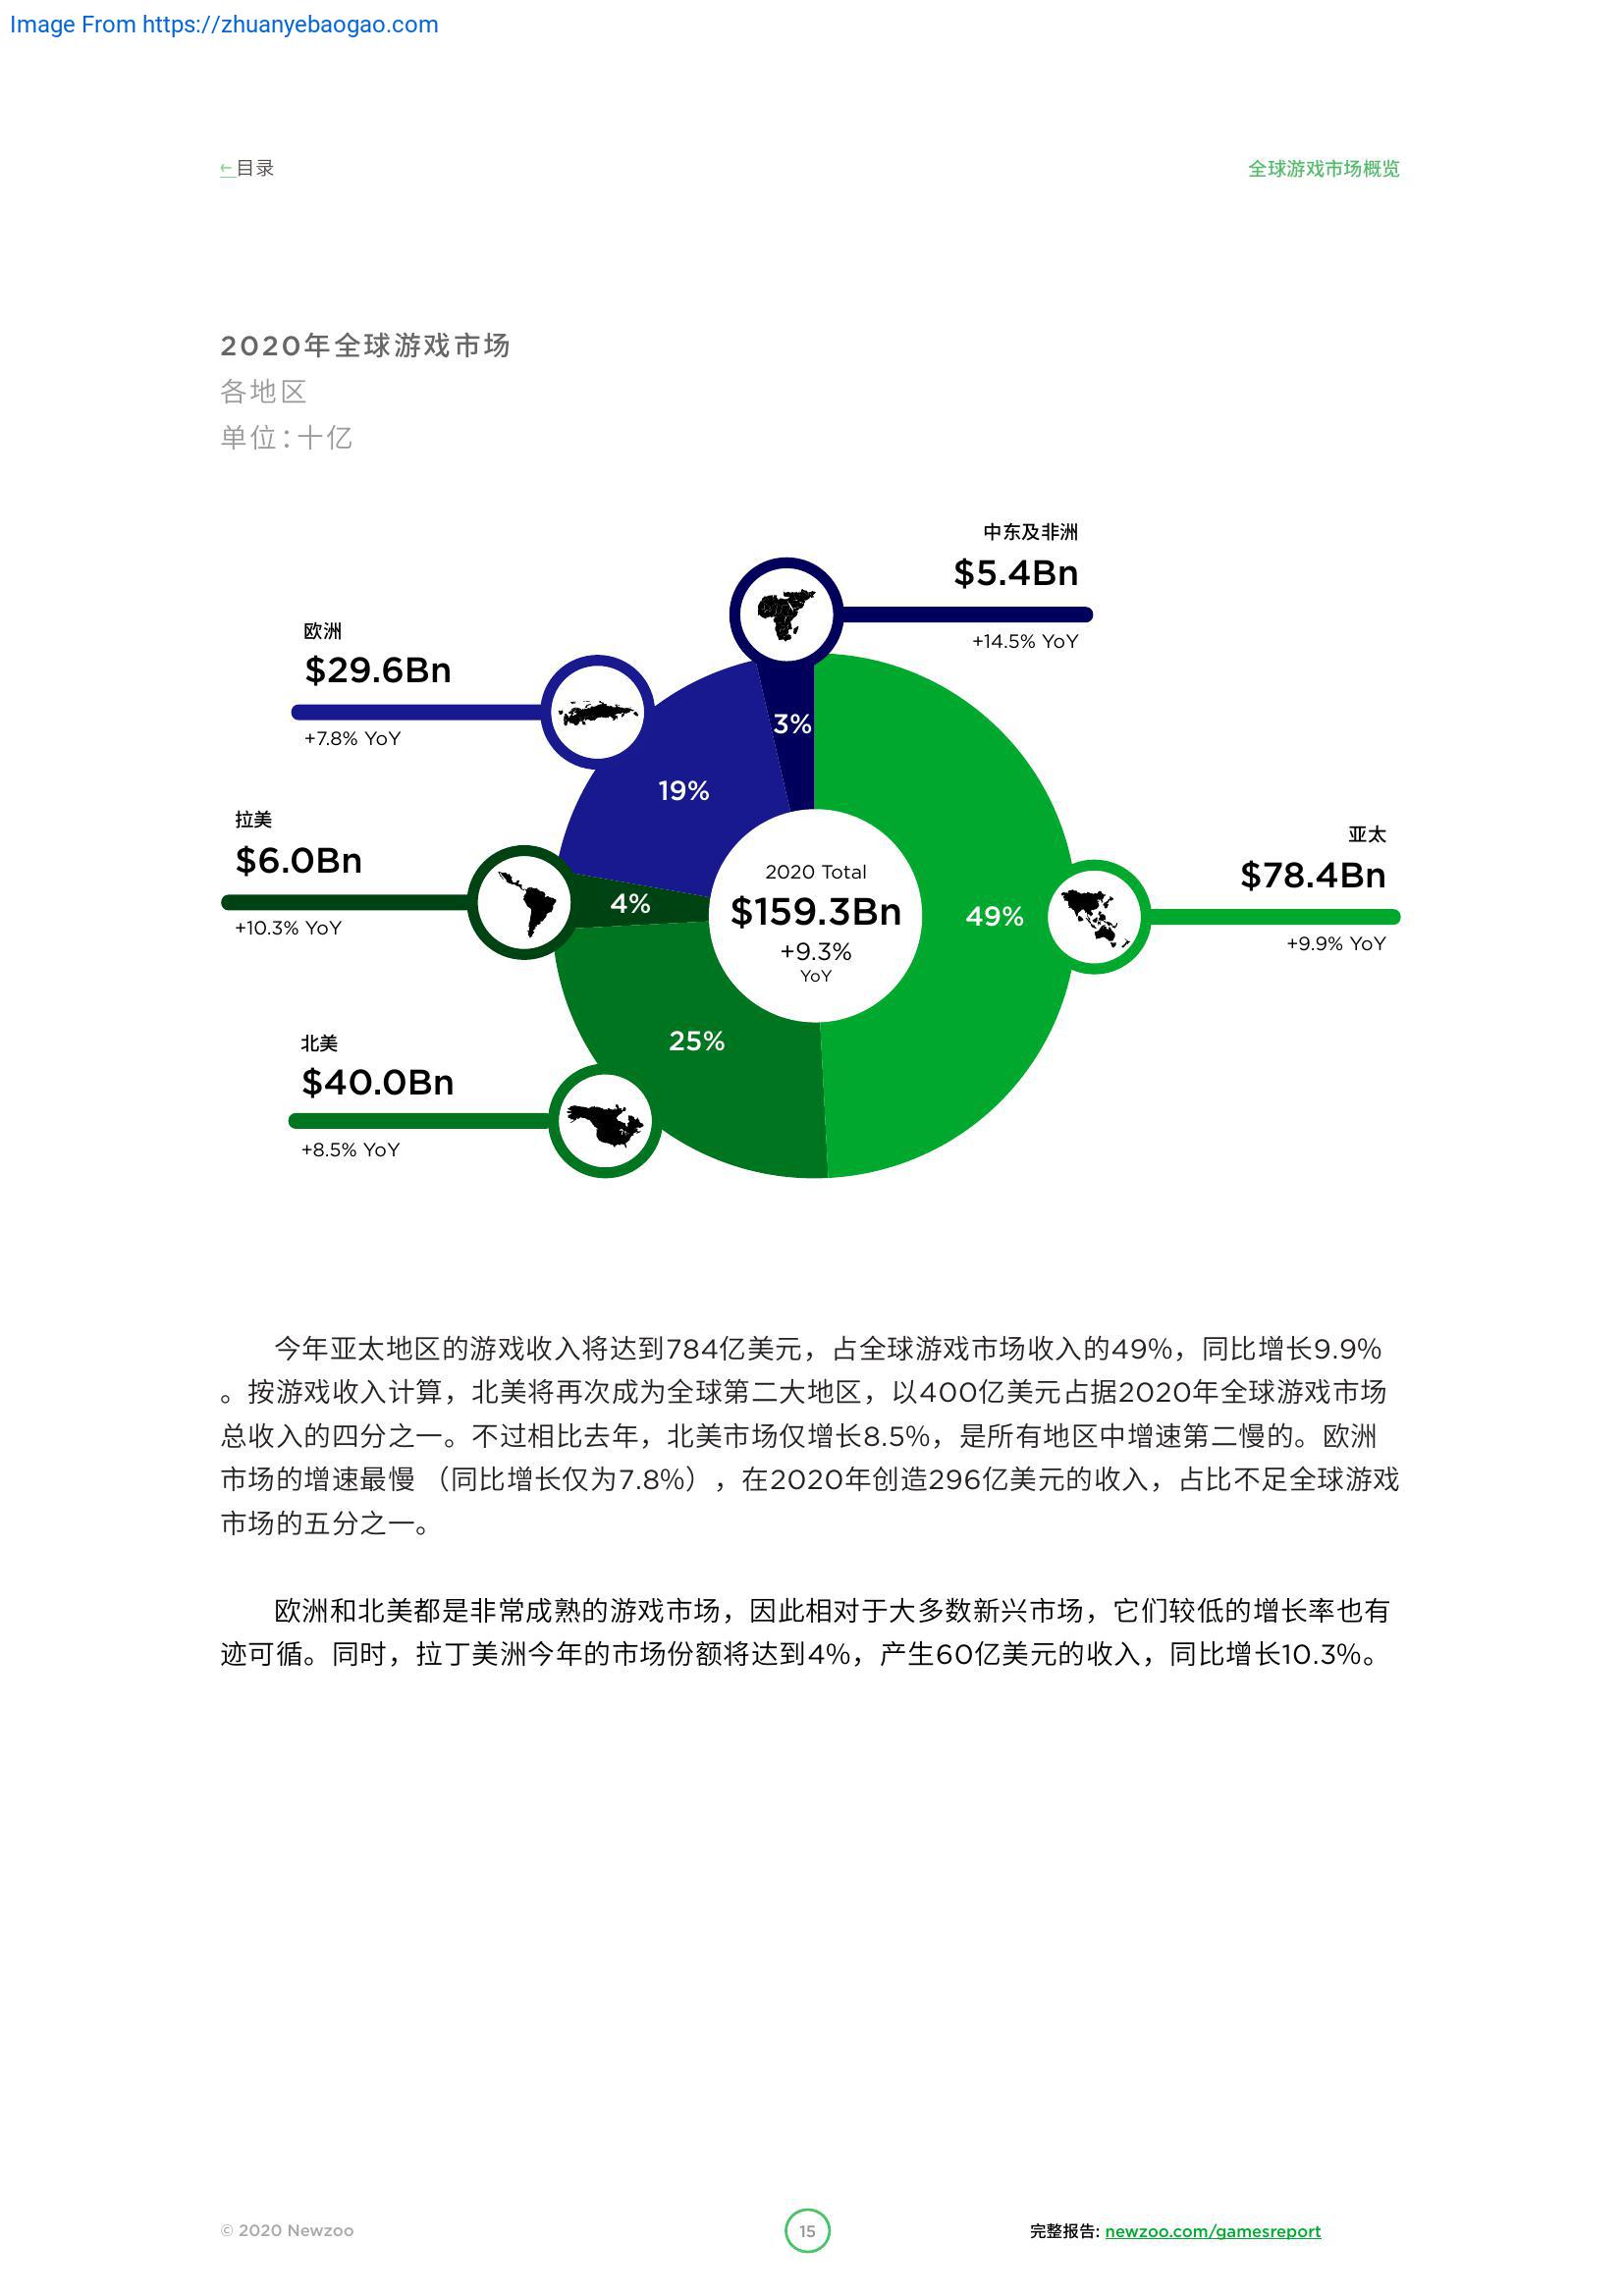 Image From https://zhuanyebaogao.com
←目录
全球游戏市场概览
2020年全球游戏市场
各地区
单位：十亿
中东及非洲
$5.4Bn
+14.5% YoY
欧洲
$29.6Bn
+7.8% YoY
3%
19%
拉美
$6.0Bn
+10.3% YoY
4%
2020 Total
$159.3Bn
+9.3%
YoY
49%
亚太
$78.4Bn
+9.9% YoY
25%
北美
$40.0Bn
+8.5% YoY
今年亚太地区的游戏收入将达到784亿美元，占全球游戏市场收入的49%，同比增长9.9%
。按游戏收入计算，北美将再次成为全球第二大地区，以400亿美元占据2020年全球游戏市场
总收入的四分之一。不过相比去年，北美市场仅增长8.5%，是所有地区中增速第二慢的。欧洲
市场的增速最慢 （同比增长仅为7.8%），在2020年创造296亿美元的收入，占比不足全球游戏
市场的五分之一。
欧洲和北美都是非常成熟的游戏市场，因此相对于大多数新兴市场，它们较低的增长率也有
迹可循。同时，拉丁美洲今年的市场份额将达到4%，产生60亿美元的收入，同比增长10.3%。
© 2020 Newzoo
15
完整报告: newzoo.com/gamesreport